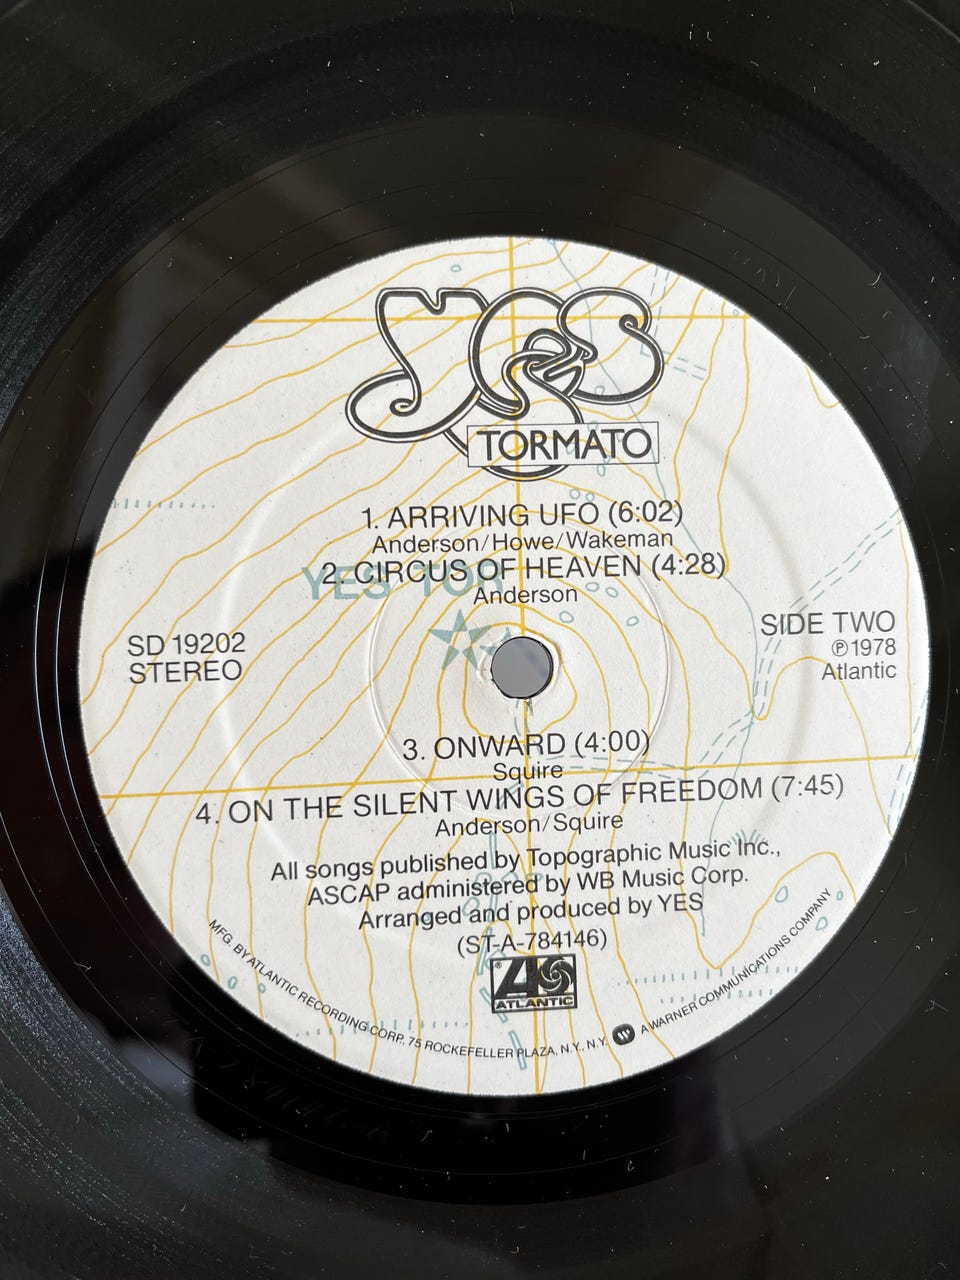 YES
TORMATO
1. ARRIVING UFO (6:02)
Anderson/Howe/Wakeman
2. CIRCUS OF HEAVEN (4:28)
Anderson
YES TOR
SD 19202
STEREO
SIDE TWO
Ⓟ1978
Atlantic
3. ONWARD (4:00)
Squire
4. ON THE SILENT WINGS OF FREEDOM (7:45)
Anderson/Squire
All songs published by Topographic Music Inc.,
ASCAP administered by WB Music Corp.
Arranged and produced by YES
(ST-A-784146)
ATLANTIC
MFG. BY ATLANTIC RECORDING CORP., 75 ROCKEFELLER PLAZA, N.Y., N.Y. A WARNER COMMUNICATIONS COMPANY